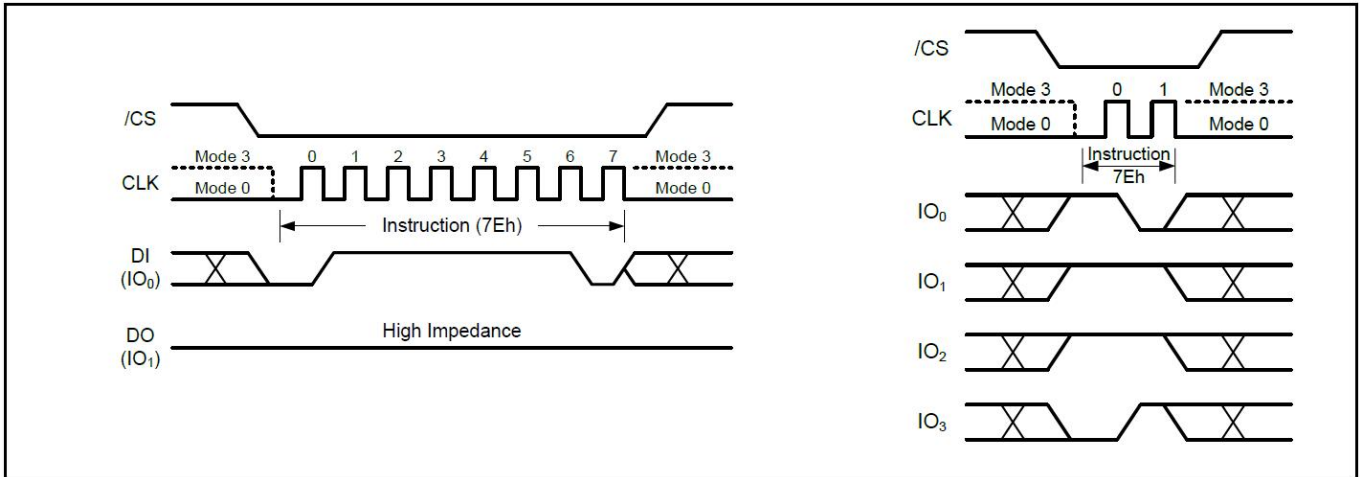 /CS
Mode 3 0 1 2 3 4 5 6 7 Mode 3
CLK
Mode 0 Mode 0
Instruction (7Eh)
DI
(IO₀)
High Impedance
DO
(IO₁)
/CS
Mode 3 0 1 Mode 3
CLK
Mode 0 Mode 0
Instruction
7Eh
IO₀
IO₁
IO₂
IO₃